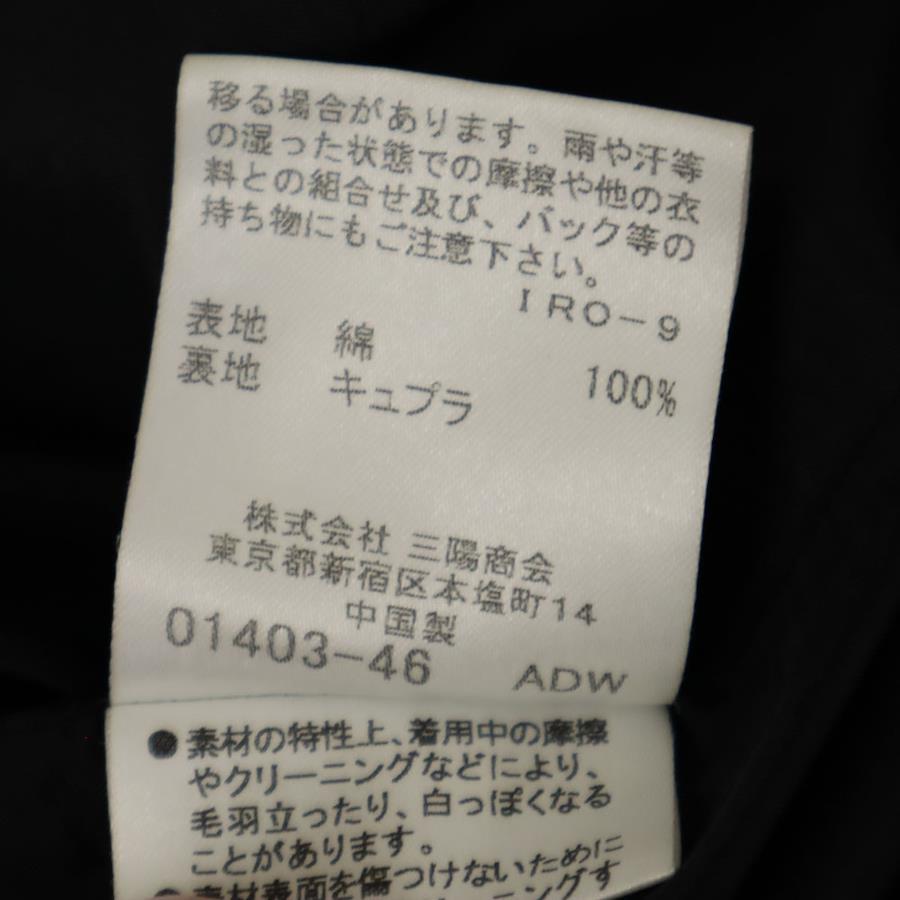 移る場合があります。雨や汗等
の湿った状態での摩擦や他の衣
料との組合せ及び、バック等の
持ち物にもご注意下さい。
IRO-9
表地 綿 100%
裏地 キュプラ
株式会社 三陽商会
東京都新宿区本塩町14
中国製
01403-46 ADW
●素材の特性上、着用中の摩擦
やクリーニングなどにより、
毛羽立ったり、白っぽくなる
ことがあります。
●素材表面を傷つけないために
ーニングす